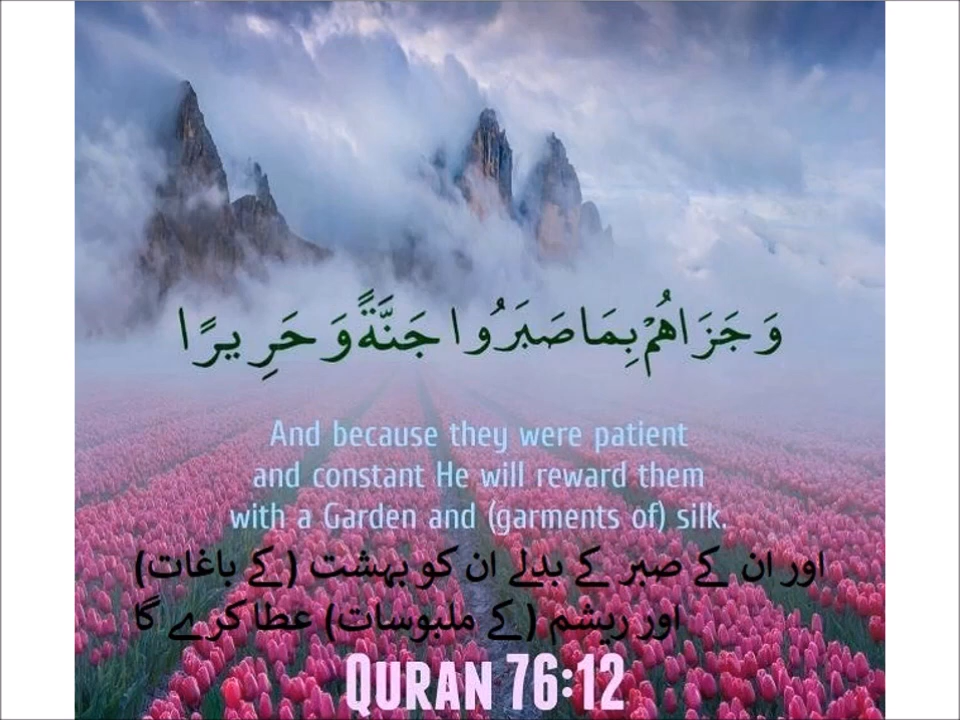 وَجَزَاهُمْ بِمَا صَبَرُوا جَنَّةً وَحَرِيرًا
And because they were patient
and constant He will reward them
with a Garden and (garments of) silk.
اور ان کے صبر کے بدلے ان کو بہشت (کے باغات)
اور ریشم (کے ملبوسات) عطا کرے گا
QURAN 76:12